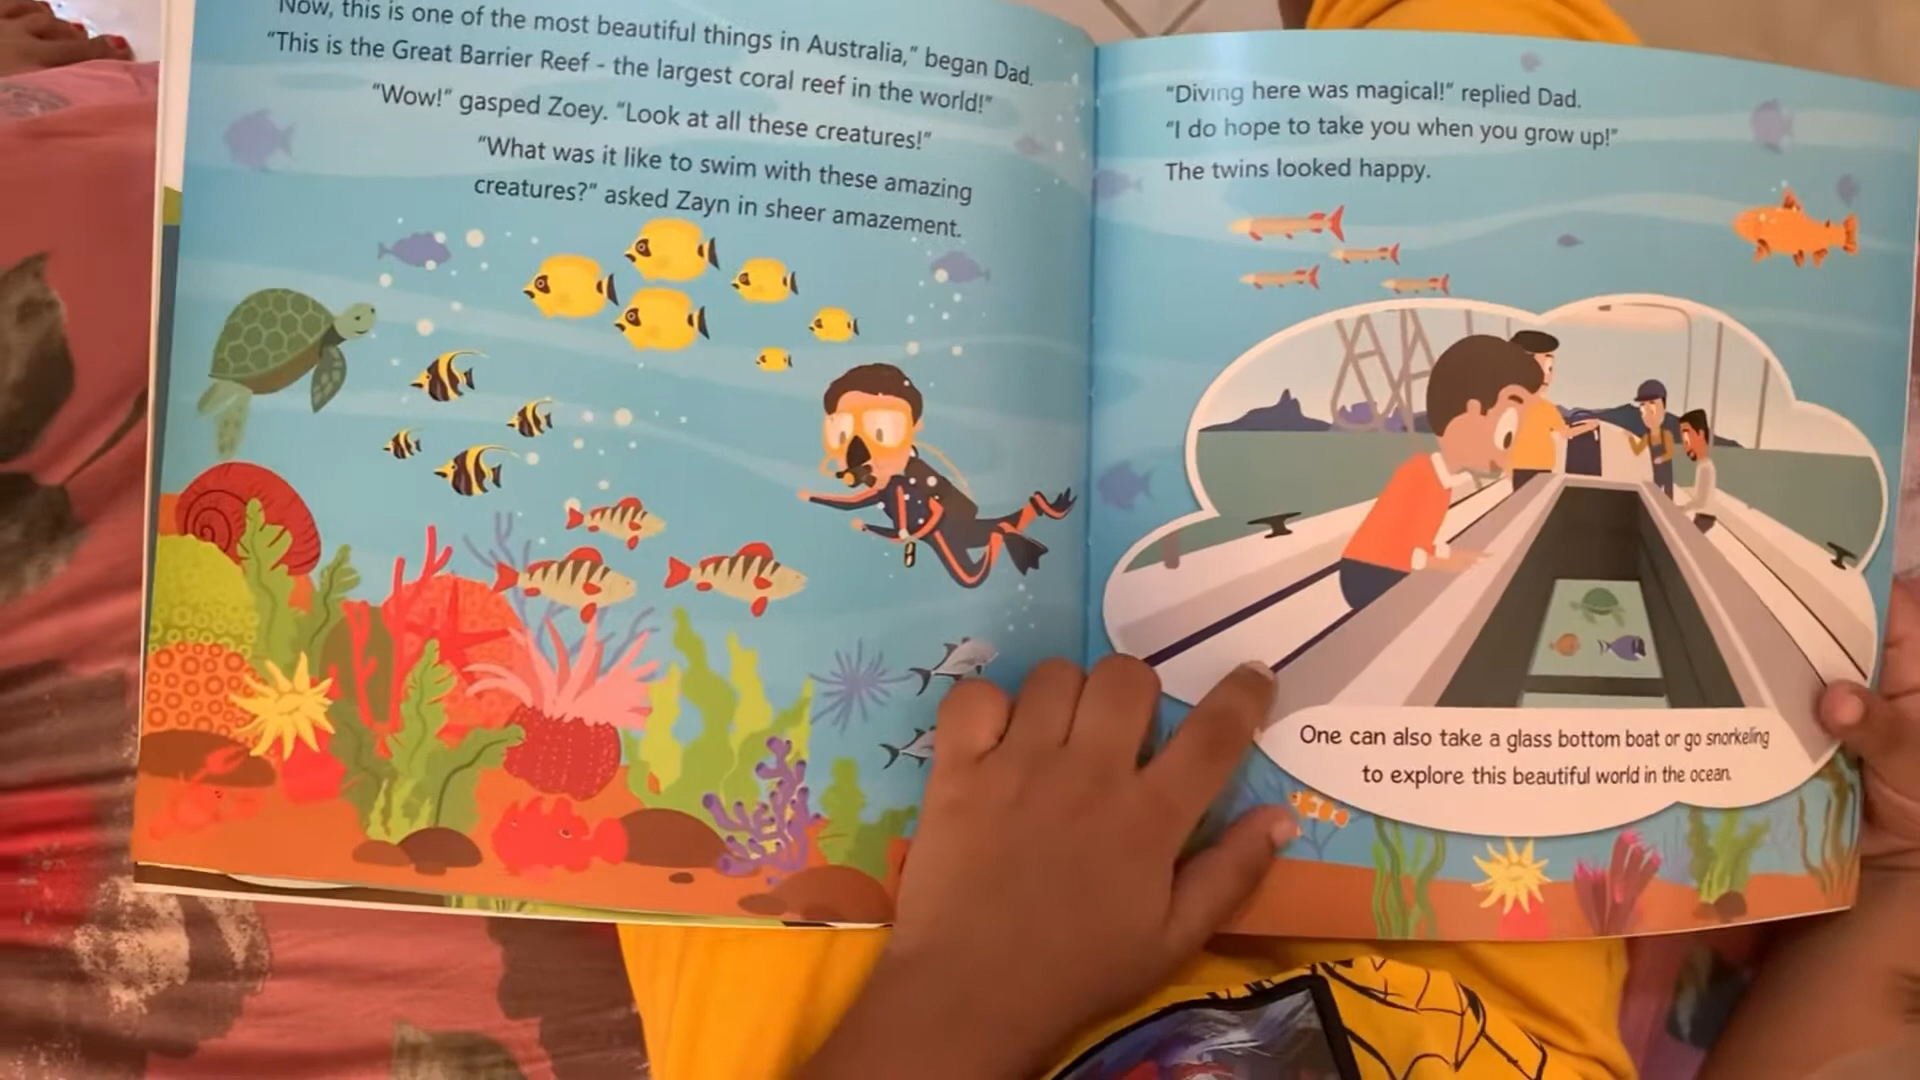 Now, this is one of the most beautiful things in Australia,” began Dad.
“This is the Great Barrier Reef - the largest coral reef in the world!”
“Wow!” gasped Zoey. “Look at all these creatures!”
“What was it like to swim with these amazing
creatures?” asked Zayn in sheer amazement.
“Diving here was magical!” replied Dad.
“I do hope to take you when you grow up!”
The twins looked happy.
One can also take a glass bottom boat or go snorkeling
to explore this beautiful world in the ocean.